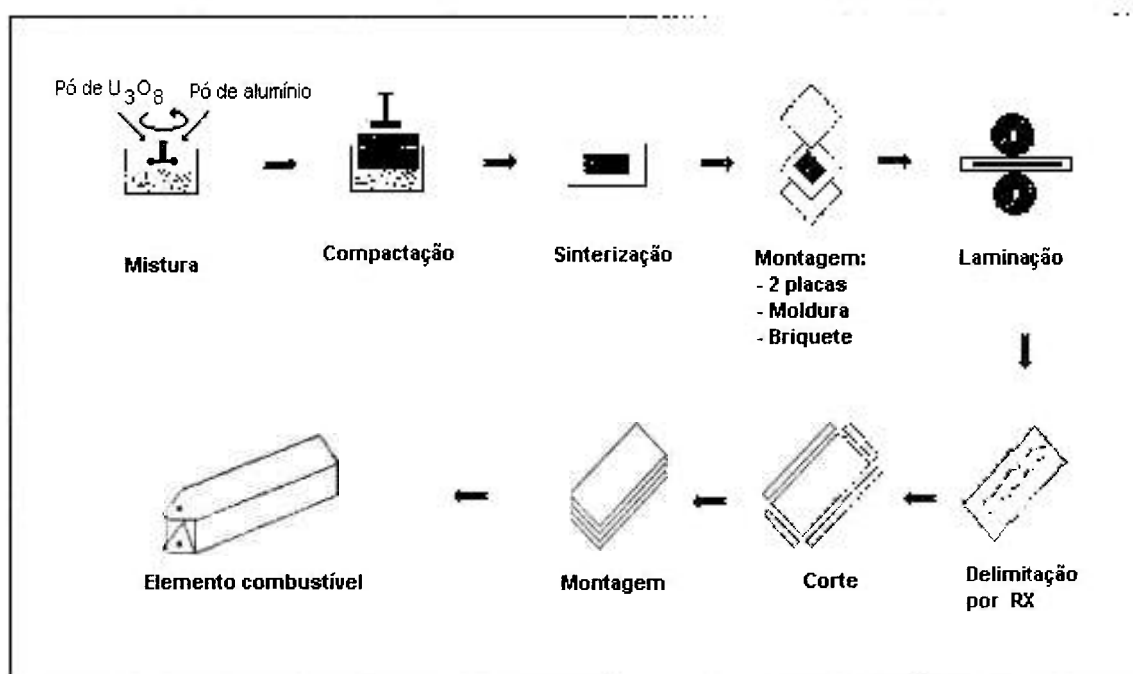 Pó de U3O8
Pó de alumínio
Mistura
Compactação
Sinterização
Montagem:
- 2 placas
- Moldura
- Briquete
Laminação
Elemento combustível
Montagem
Corte
Delimitação
por RX